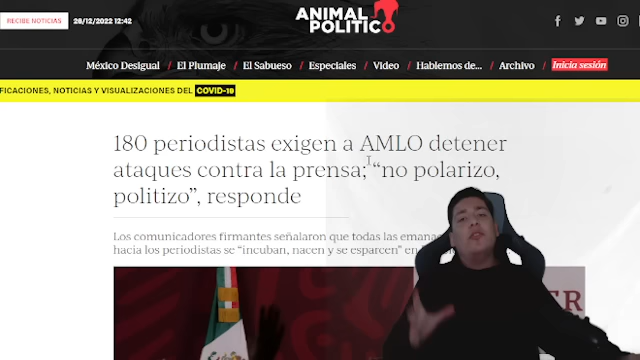 RECIBE NOTICIAS
26/12/2022 12:42
ANIMAL
POLITICO
México Desigual / El Plumaje / El Sabueso / Especiales / Video / Hablemos de... / Archivo / Inicia sesión
FICACIONES, NOTICIAS Y VISUALIZACIONES DEL COVID-19
180 periodistas exigen a AMLO detener
ataques contra la prensa; “no polarizo,
politizo”, responde
Los comunicadores firmantes señalaron que todas las
hacia los periodistas se “incuban, nacen y se esparcen” en